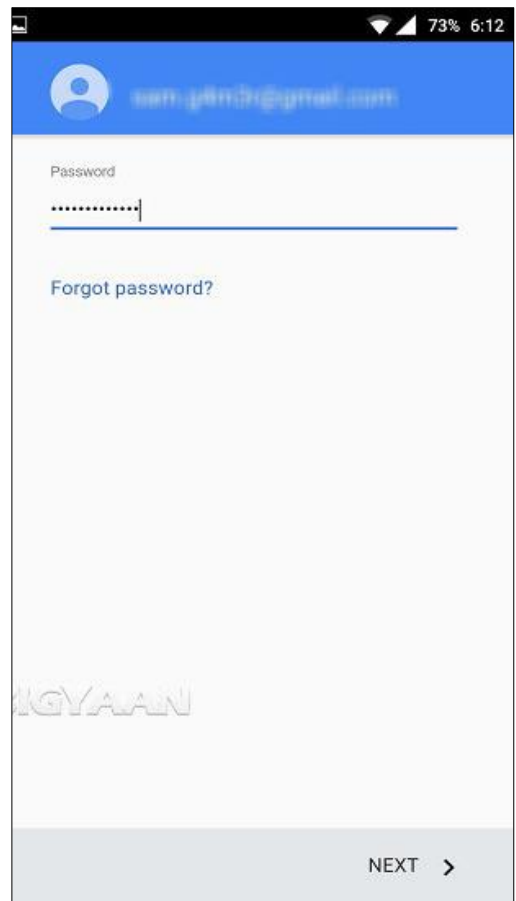 73% 6:12
Password
•••••••••••••
Forgot password?
IGYAAN
NEXT